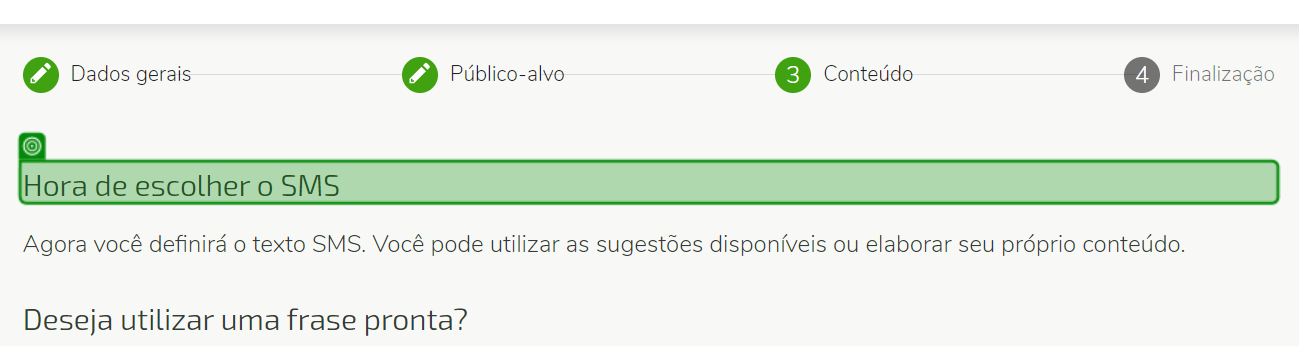 Dados gerais
Público-alvo
3 Conteúdo
4 Finalização
Hora de escolher o SMS
Agora você definirá o texto SMS. Você pode utilizar as sugestões disponíveis ou elaborar seu próprio conteúdo.
Deseja utilizar uma frase pronta?